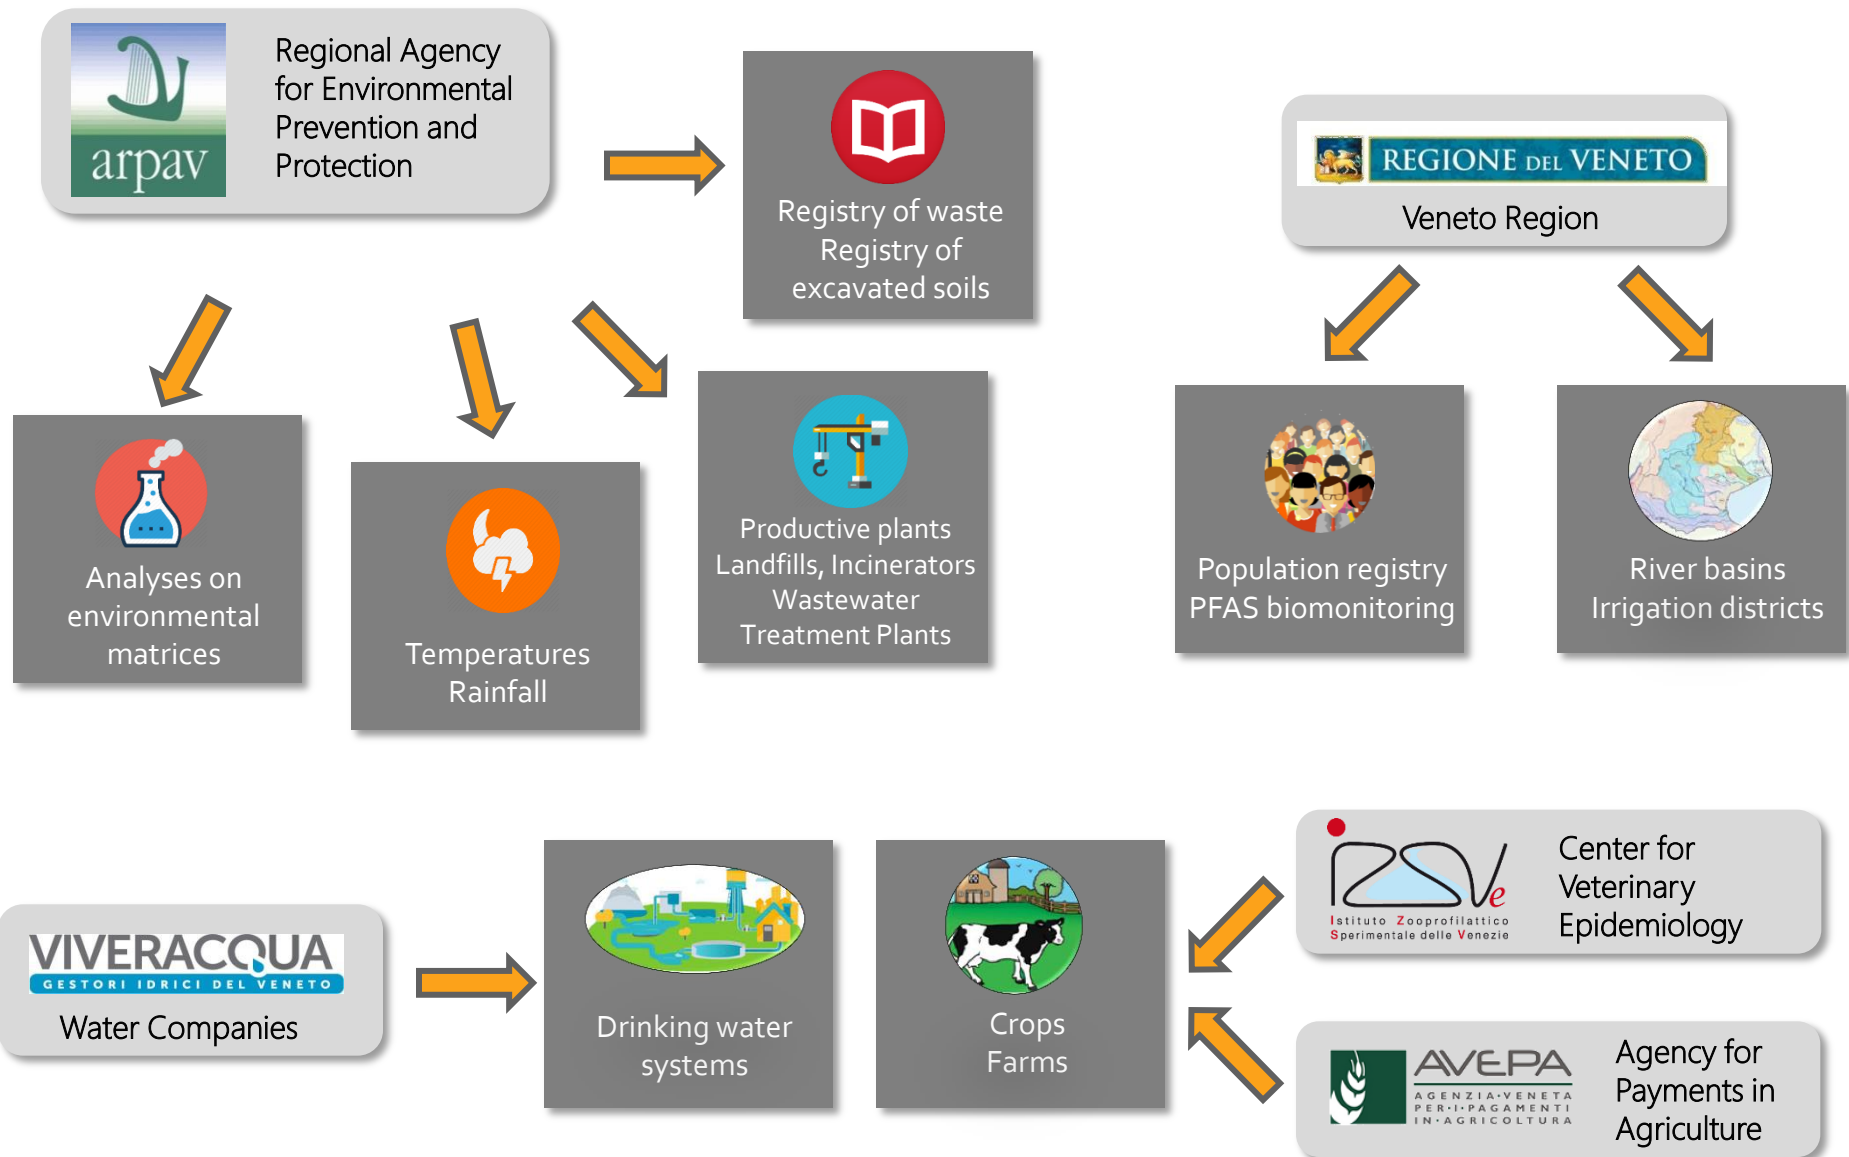 arpav
Regional Agency
for Environmental
Prevention and
Protection
Registry of waste
Registry of
excavated soils
REGIONE DEL VENETO
Veneto Region
Analyses on
environmental
matrices
Temperatures
Rainfall
Productive plants
Landfills, Incinerators
Wastewater
Treatment Plants
Population registry
PFAS biomonitoring
River basins
Irrigation districts
VIVERACQUA
GESTORI IDRICI DEL VENETO
Water Companies
Drinking water
systems
Crops
Farms
IZSVe
Istituto Zooprofilattico
Sperimentale delle Venezie
Center for
Veterinary
Epidemiology
AVEPA
AGENZIA·VENETA
PER·I·PAGAMENTI
IN·AGRICOLTURA
Agency for
Payments in
Agriculture